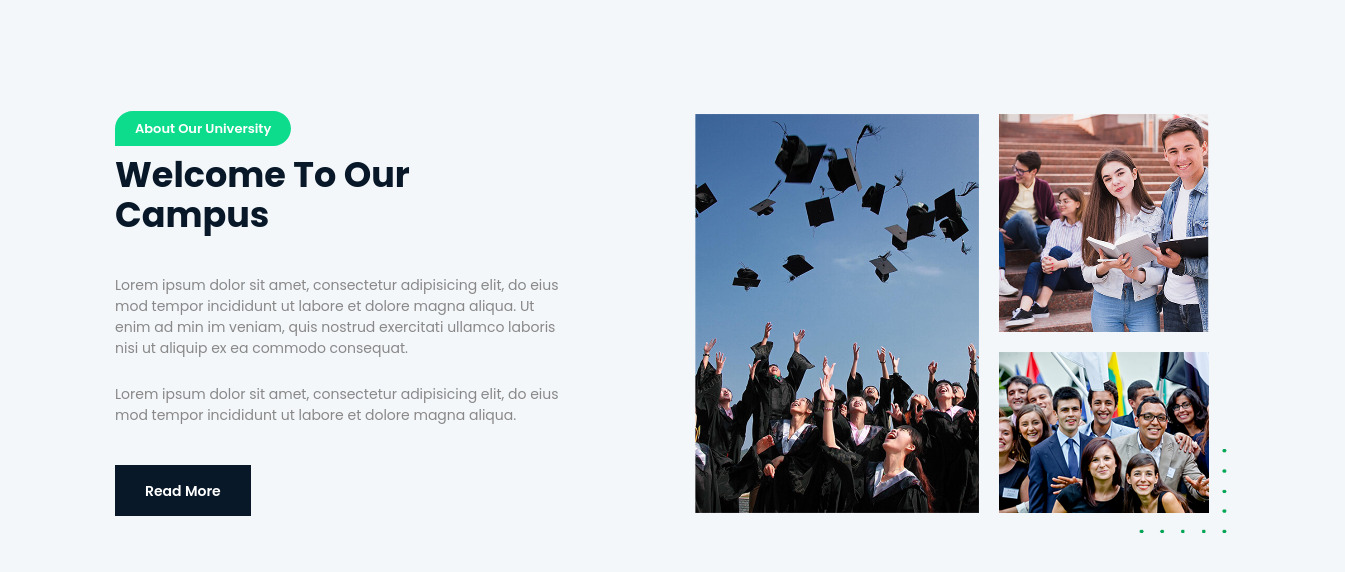 About Our University
Welcome To Our
Campus
Lorem ipsum dolor sit amet, consectetur adipisicing elit, do eius
mod tempor incididunt ut labore et dolore magna aliqua. Ut
enim ad min im veniam, quis nostrud exercitati ullamco laboris
nisi ut aliquip ex ea commodo consequat.
Lorem ipsum dolor sit amet, consectetur adipisicing elit, do eius
mod tempor incididunt ut labore et dolore magna aliqua.
Read More